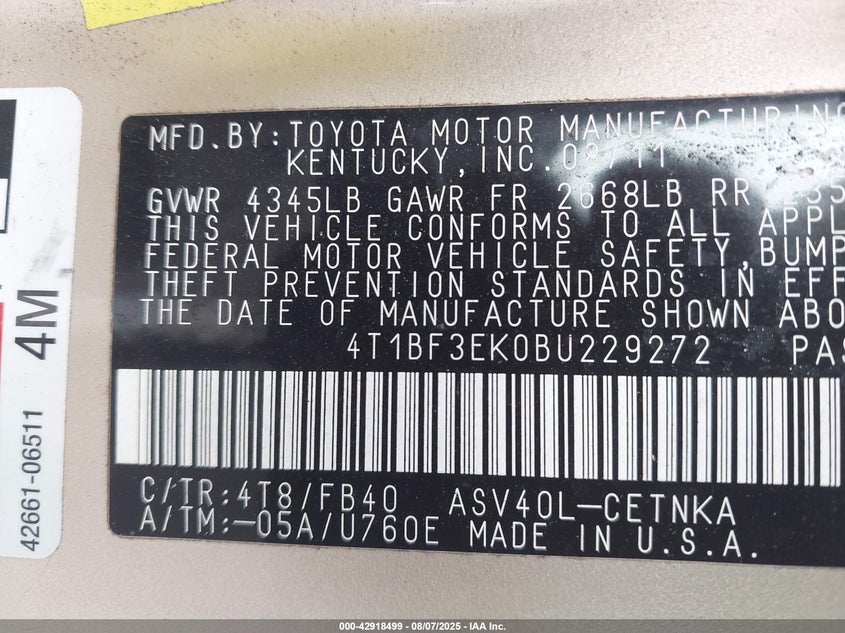 MFD.BY:TOYOTA MOTOR MANUFACTURING
KENTUCKY,INC.08/11
GVWR 4345LB GAWR FR 2668LB RR
THIS VEHICLE CONFORMS TO ALL APPL
FEDERAL MOTOR VEHICLE SAFETY,BUMP
THEFT PREVENTION STANDARDS IN EFF
THE DATE OF MANUFACTURE SHOWN ABO
4T1BF3EK0BU229272 PAS
C/TR:4T8/FB40 ASV40L-CETNKA
A/TM:-05A/U760E MADE IN U.S.A.
42661-06511 4M
000-42918499 — 08/07/2025 — IAA Inc.